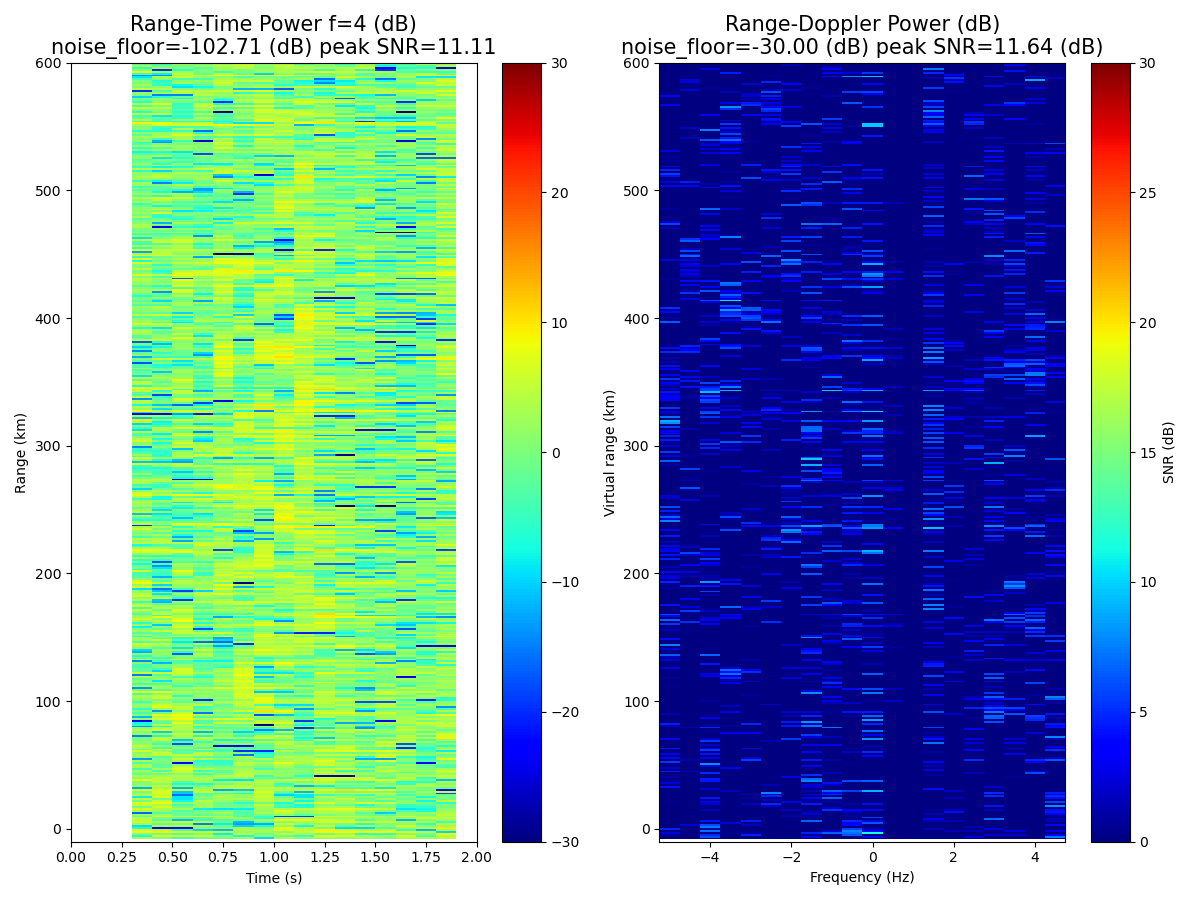 Range-Time Power f=4 (dB)
noise_floor=-102.71 (dB) peak SNR=11.11
Range-Doppler Power (dB)
noise_floor=-30.00 (dB) peak SNR=11.64 (dB)
600
500
400
300
200
100
0
Range (km)
0.00 0.25 0.50 0.75 1.00 1.25 1.50 1.75 2.00
Time (s)
30
20
10
0
−10
−20
−30
600
500
400
300
200
100
0
Virtual range (km)
−4 −2 0 2 4
Frequency (Hz)
30
25
20
15
10
5
0
SNR (dB)